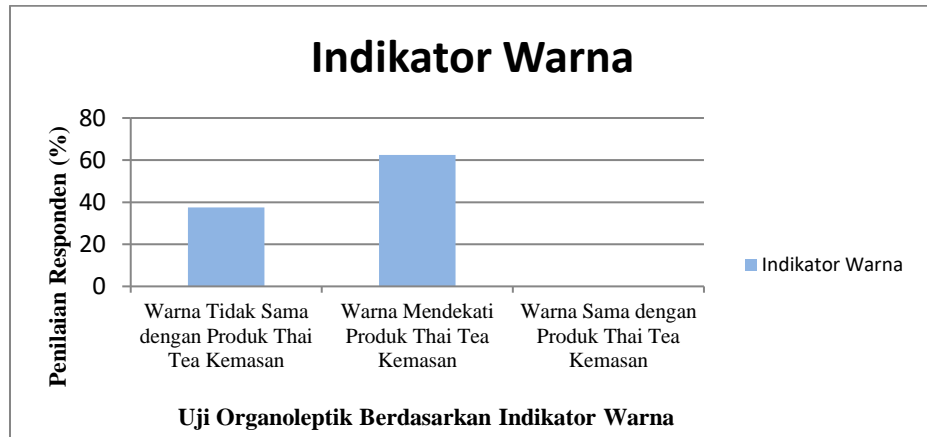 Indikator Warna
Penilaian Responden (%)
80
60
40
20
0
Warna Tidak Sama
dengan Produk Thai
Tea Kemasan
Warna Mendekati
Produk Thai Tea
Kemasan
Warna Sama dengan
Produk Thai Tea
Kemasan
Uji Organoleptik Berdasarkan Indikator Warna
Indikator Warna